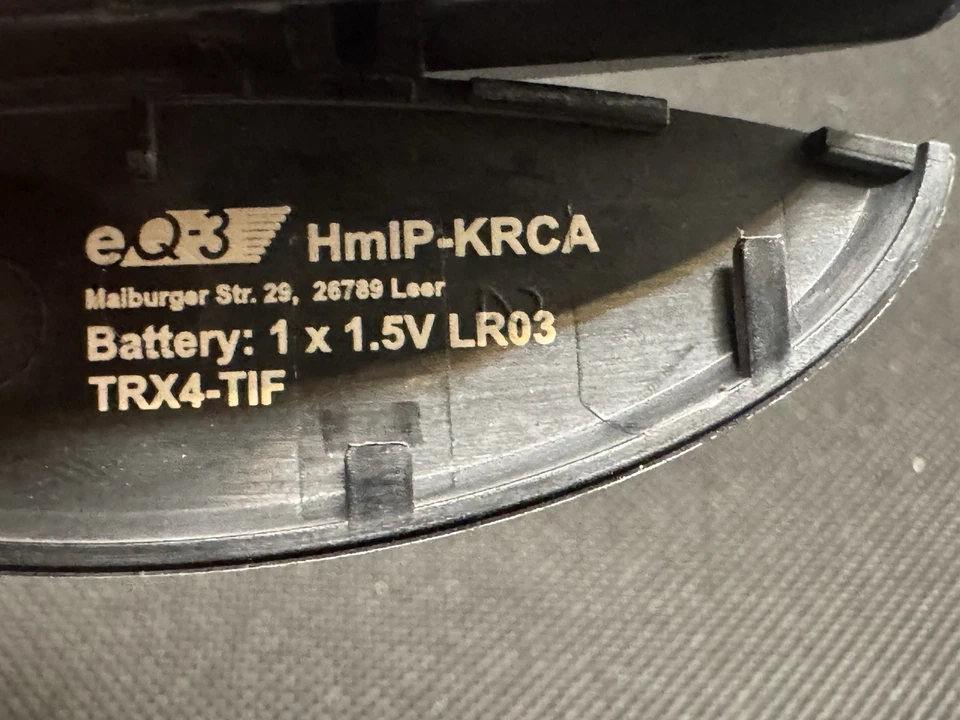 eQ-3 HmIP-KRCA
Maiburger Str. 29, 26789 Leer
Battery: 1 x 1.5V LR03
TRX4-TIF